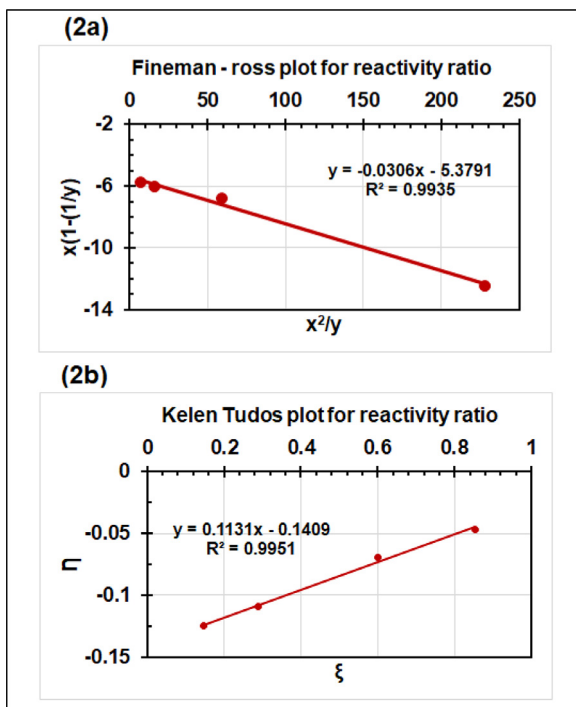 (2a)
Fineman - ross plot for reactivity ratio
0 50 100 150 200 250
-2
-6
-10
-14
x(1-(1/y)
y = -0.0306x - 5.3791
R² = 0.9935
x²/y
(2b)
Kelen Tudos plot for reactivity ratio
0 0.2 0.4 0.6 0.8 1
0
-0.05
-0.1
-0.15
η
y = 0.1131x - 0.1409
R² = 0.9951
ξ